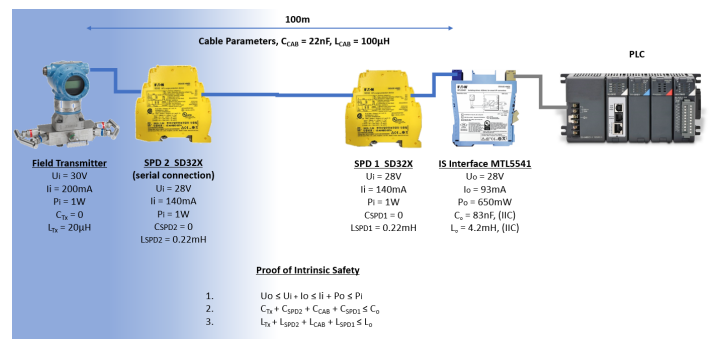 100m
Cable Parameters, CCAB = 22nF, LCAB = 100µH
PLC
Field Transmitter
Ui = 30V
Ii = 200mA
Pi = 1W
CTx = 0
LTx = 20µH
SPD 2 SD32X
(serial connection)
Ui = 28V
Ii = 140mA
Pi = 1W
CSPD2 = 0
LSPD2 = 0.22mH
SPD 1 SD32X
Ui = 28V
Ii = 140mA
Pi = 1W
CSPD1 = 0
LSPD1 = 0.22mH
IS Interface MTL5541
Uo = 28V
Io = 93mA
Po = 650mW
Co = 83nF, (IIC)
Lo = 4.2mH, (IIC)
Proof of Intrinsic Safety
1. Uo ≤ Ui + Io ≤ Ii + Po ≤ Pi
2. CTx + CSPD2 + CCAB + CSPD1 ≤ Co
3. LTx + LSPD2 + LCAB + LSPD1 ≤ Lo